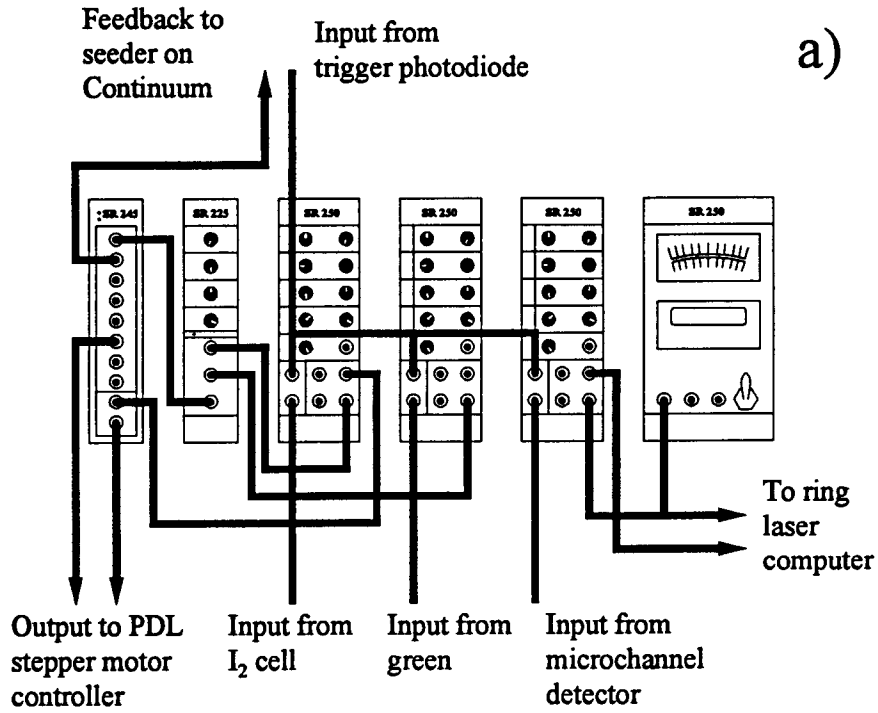 Feedback to
seeder on
Continuum
Input from
trigger photodiode
a)
SR 245
SR 225
SR 250
SR 250
SR 250
SR 250
To ring
laser
computer
Output to PDL
stepper motor
controller
Input from
I₂ cell
Input from
green
Input from
microchannel
detector